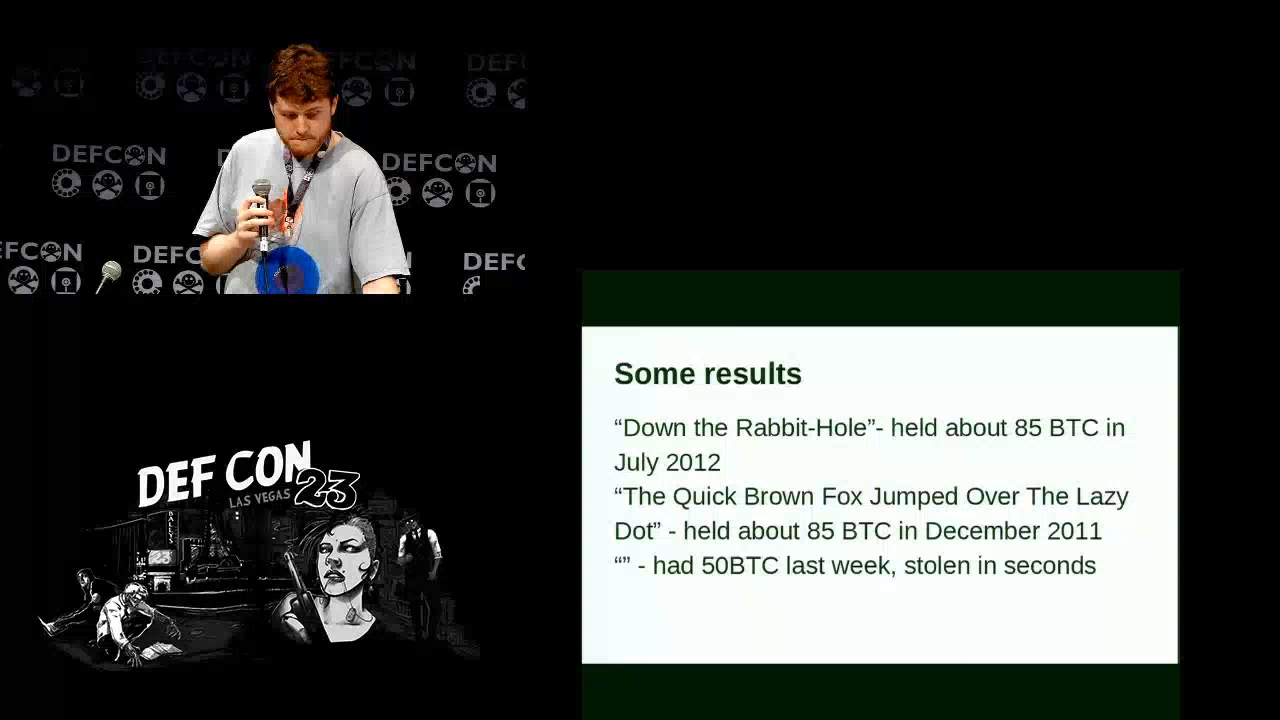 DEFCON
DEFCON
DEFCON
DEFCON
DEF CON
23
LAS VEGAS
BALLY'S
Some results
“Down the Rabbit-Hole”- held about 85 BTC in
July 2012
“The Quick Brown Fox Jumped Over The Lazy
Dot” - held about 85 BTC in December 2011
“” - had 50BTC last week, stolen in seconds